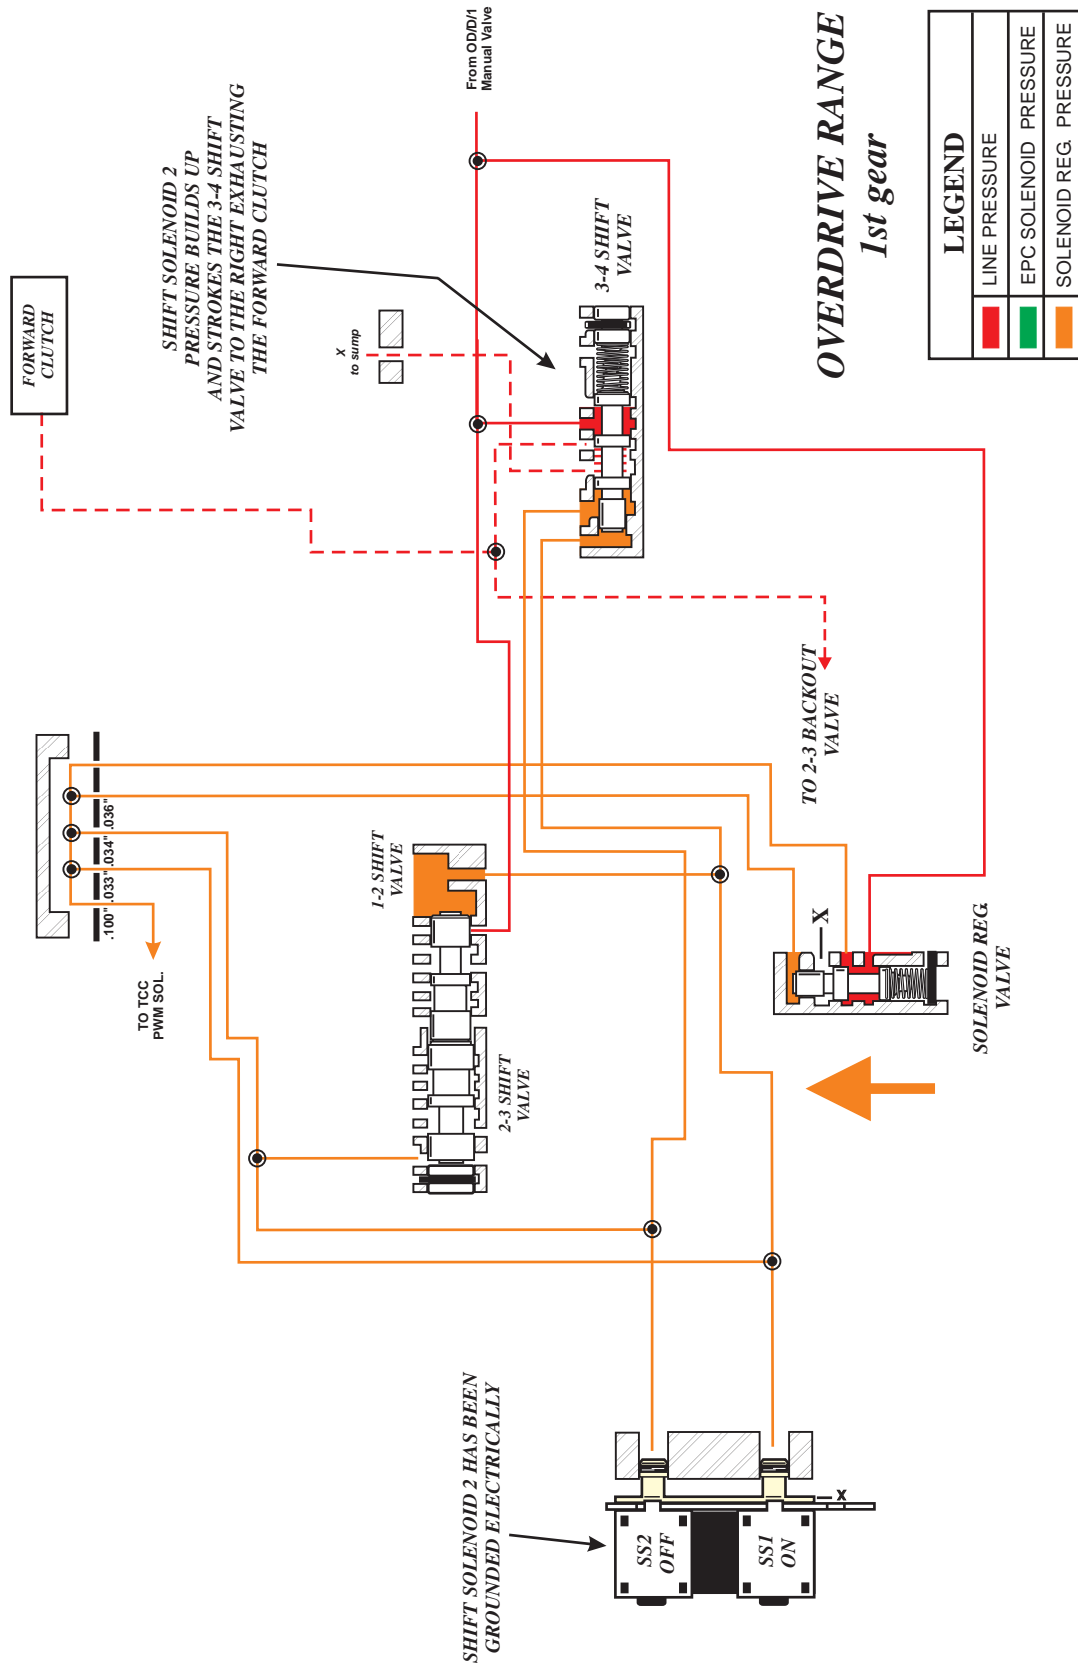 FORWARD
CLUTCH
SHIFT SOLENOID 2
PRESSURE BUILDS UP
AND STROKES THE 3-4 SHIFT
VALVE TO THE RIGHT EXHAUSTING
THE FORWARD CLUTCH
X
to sump
From OD/D/1
Manual Valve
3-4 SHIFT
VALVE
.100" .033" .034" .036"
TO TCC
PWM SOL.
1-2 SHIFT
VALVE
2-3 SHIFT
VALVE
TO 2-3 BACKOUT
VALVE
X
SOLENOID REG.
VALVE
SHIFT SOLENOID 2 HAS BEEN
GROUNDED ELECTRICALLY
SS2
OFF
SS1
ON
X
OVERDRIVE RANGE
1st gear
LEGEND
LINE PRESSURE
EPC SOLENOID PRESSURE
SOLENOID REG. PRESSURE